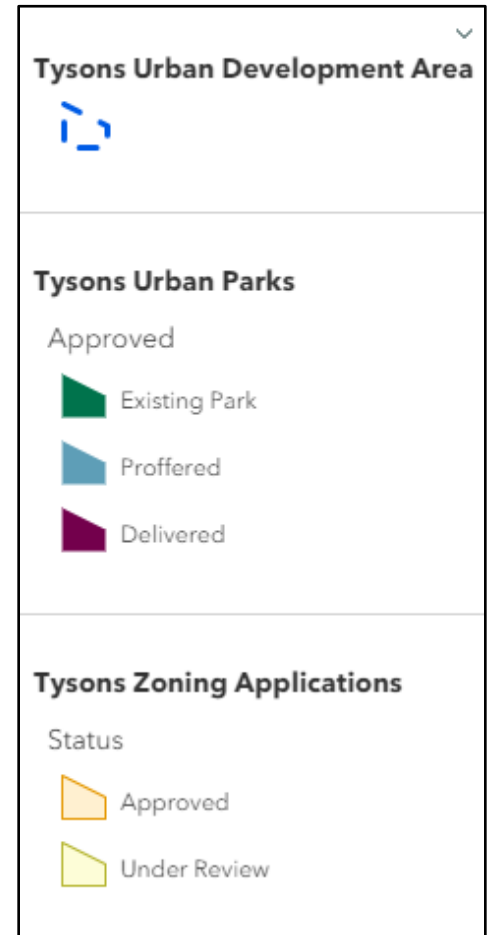 Tysons Urban Development Area
Tysons Urban Parks
Approved
Existing Park
Proffered
Delivered
Tysons Zoning Applications
Status
Approved
Under Review